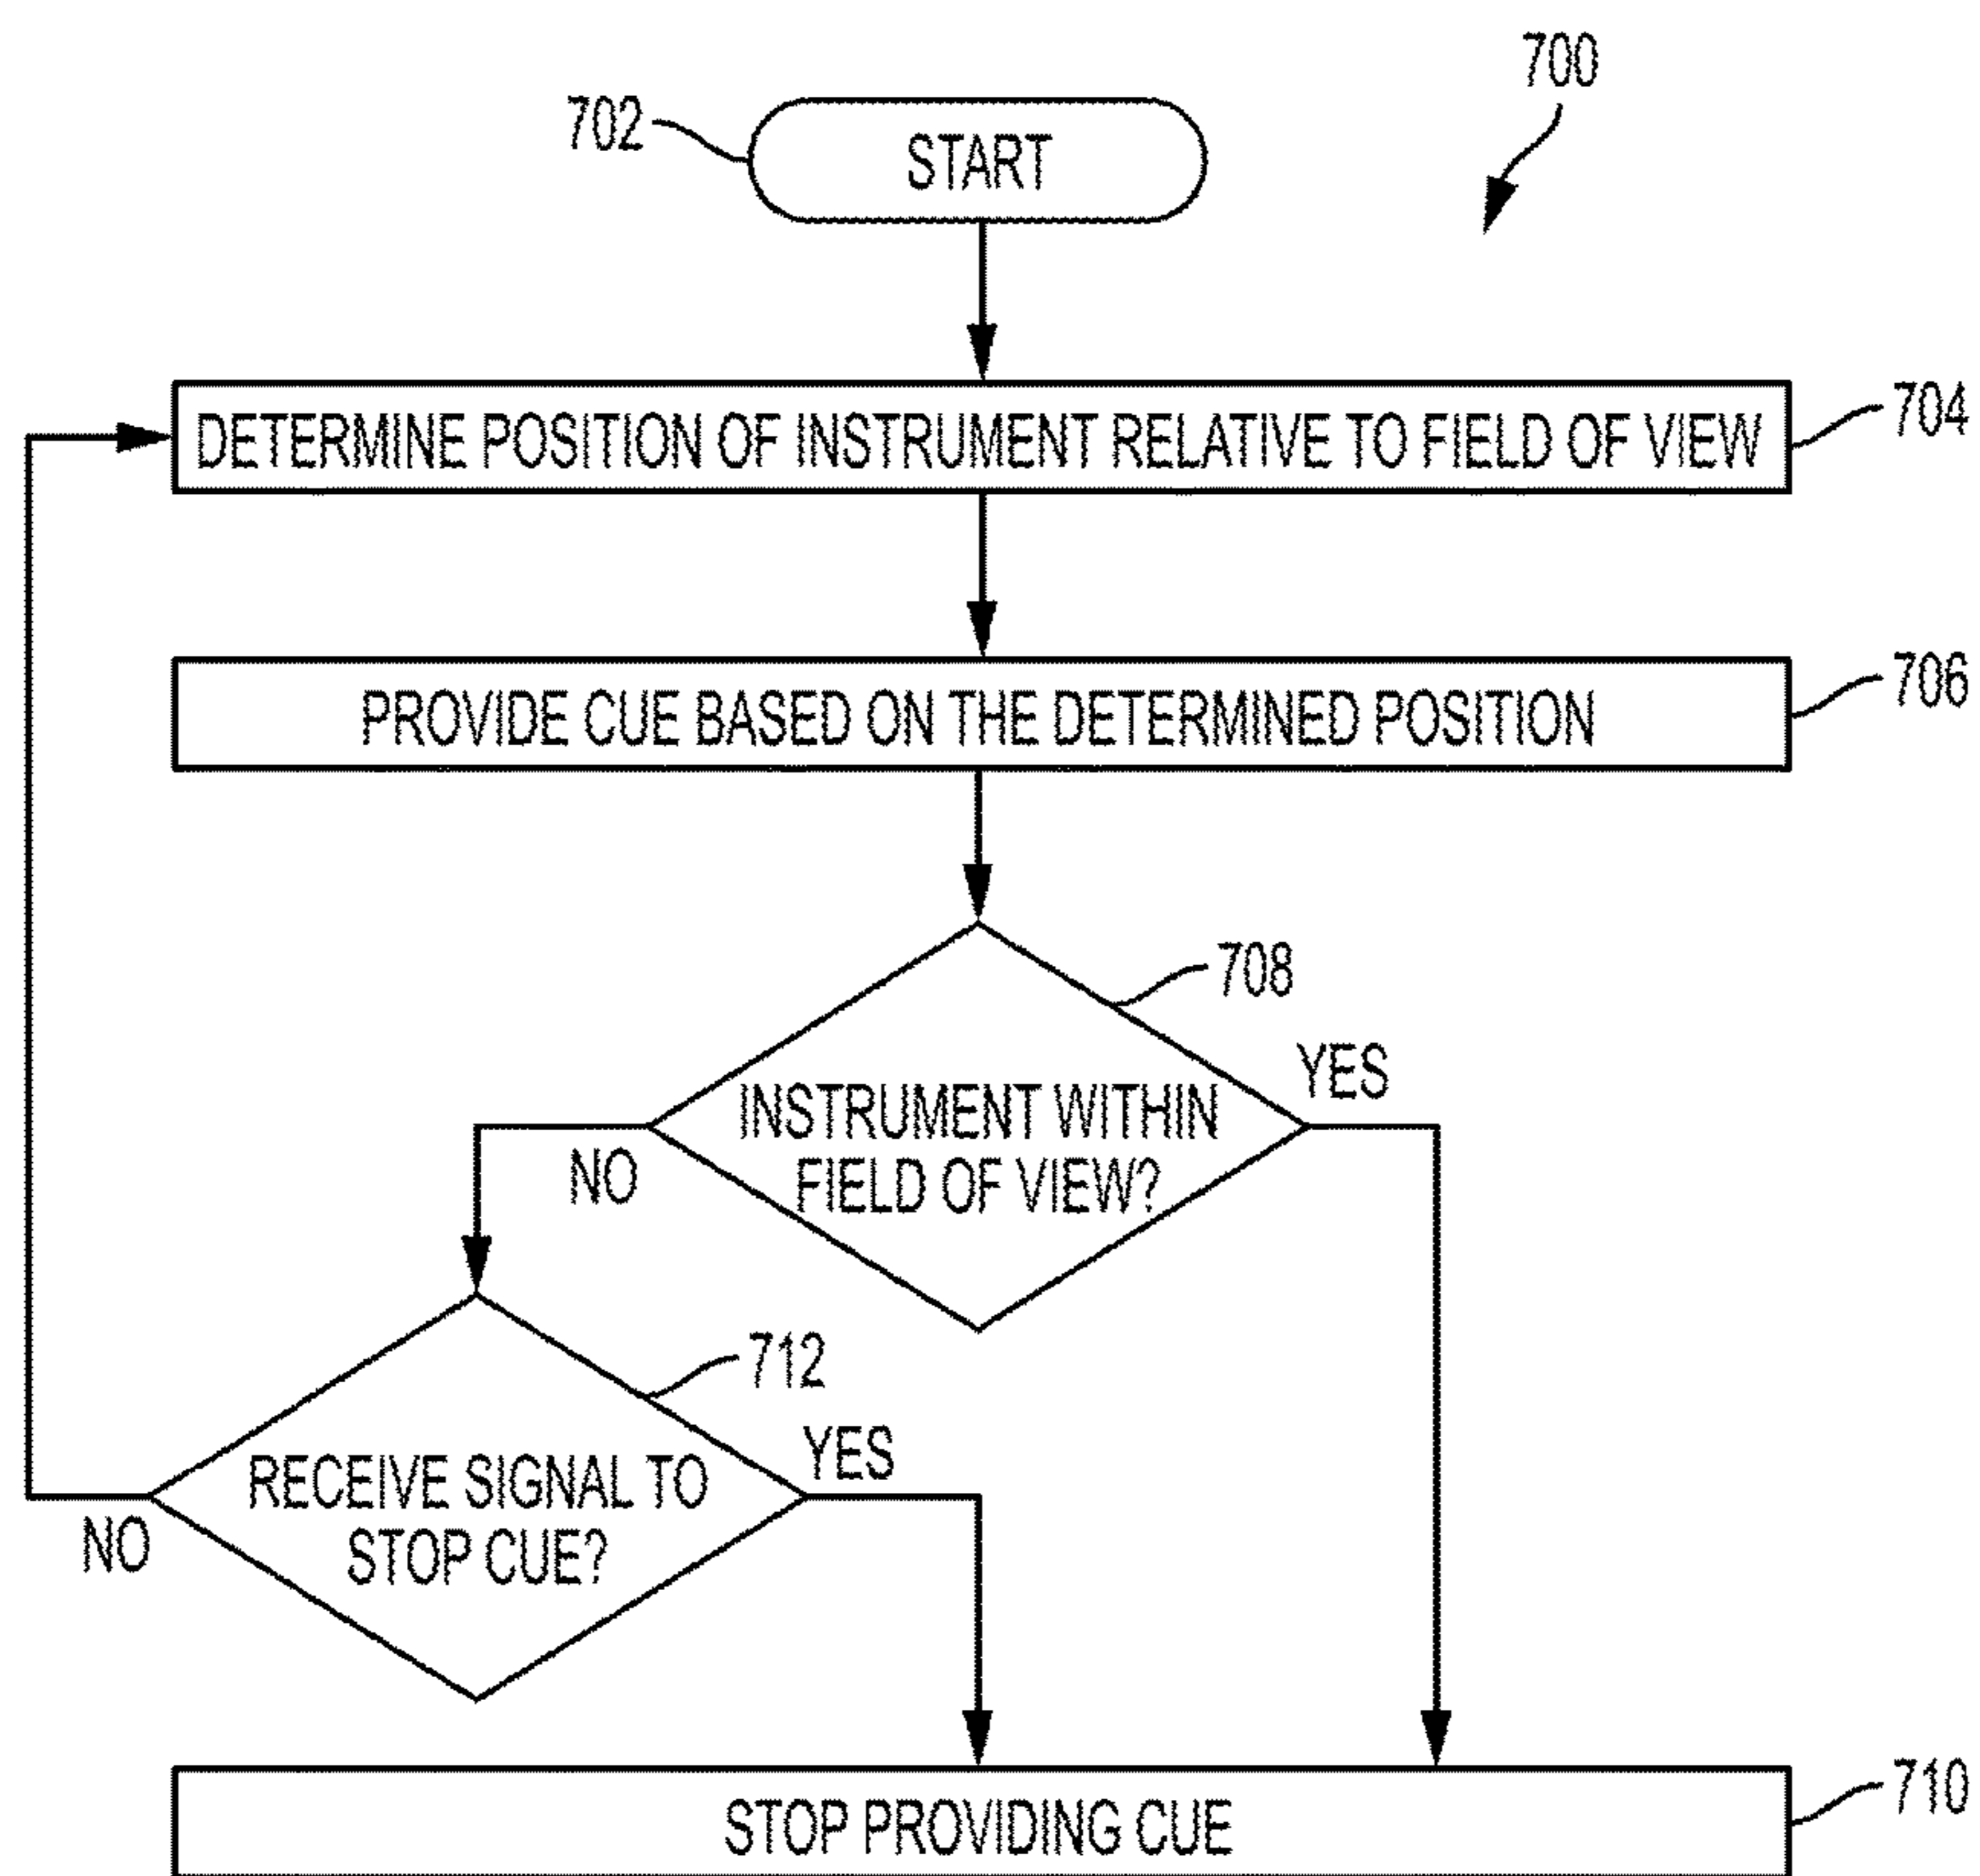 700
702
START
DETERMINE POSITION OF INSTRUMENT RELATIVE TO FIELD OF VIEW
704
PROVIDE CUE BASED ON THE DETERMINED POSITION
706
708
YES
INSTRUMENT WITHIN
FIELD OF VIEW?
NO
712
YES
RECEIVE SIGNAL TO
STOP CUE?
NO
STOP PROVIDING CUE
710